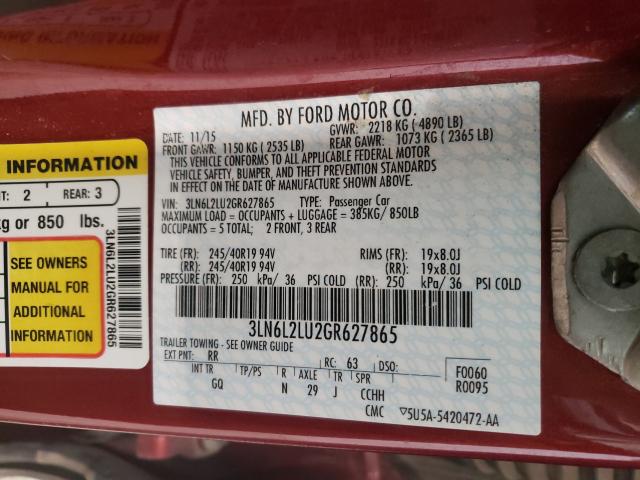 INFORMATION
2
REAR: 3
kg or 850 lbs.
SEE OWNERS
MANUAL FOR
ADDITIONAL
INFORMATION
3LN6L2LU2GR627865
MFD. BY FORD MOTOR CO.
DATE: 11/15
GVWR: 2218 KG ( 4890 LB)
FRONT GAWR: 1150 KG ( 2535 LB)
REAR GAWR: 1073 KG ( 2365 LB)
THIS VEHICLE CONFORMS TO ALL APPLICABLE FEDERAL MOTOR
VEHICLE SAFETY, BUMPER, AND THEFT PREVENTION STANDARDS
IN EFFECT ON THE DATE OF MANUFACTURE SHOWN ABOVE.
VIN: 3LN6L2LU2GR627865 TYPE: Passenger Car
MAXIMUM LOAD = OCCUPANTS + LUGGAGE = 385KG/ 850LB
OCCUPANTS = 5 TOTAL; 2 FRONT, 3 REAR
TIRE (FR): 245/40R19 94V RIMS (FR): 19x8.0J
(RR): 245/40R19 94V (RR): 19x8.0J
PRESSURE (FR): 250 kPa/ 36 PSI COLD (RR) 250 kPa/ 36 PSI COLD
3LN6L2LU2GR627865
TRAILER TOWING - SEE OWNER GUIDE
EXT PNT: RR RC: 63 DSO: F0060
INT TR TP/PS R AXLE TR SPR R0095
GQ N 29 J CCHH
CMC ▽5U5A-5420472-AA